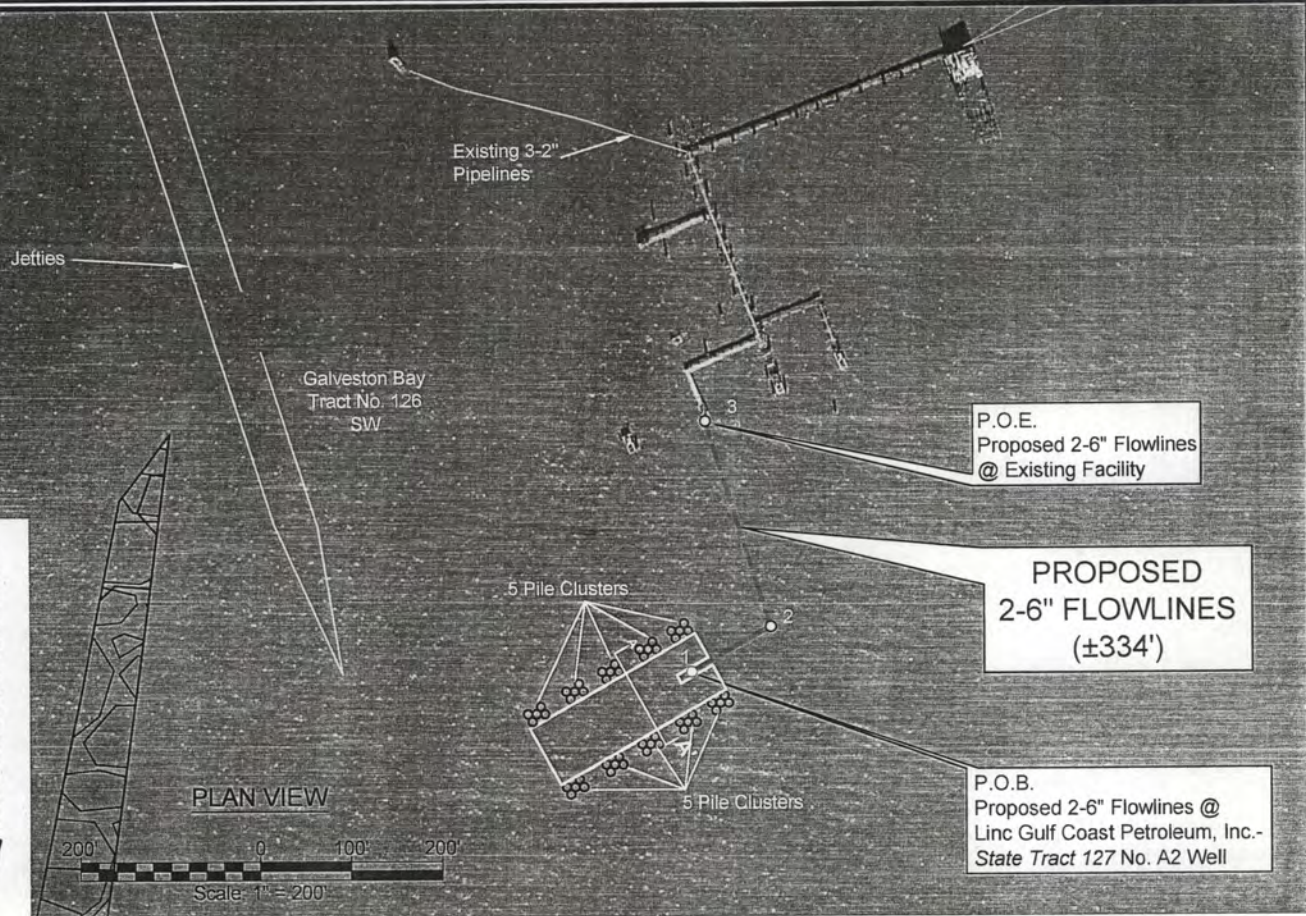 Existing 3-2"
Pipelines
Jetties
Galveston Bay
Tract No. 126
SW
3
P.O.E.
Proposed 2-6" Flowlines
@ Existing Facility
PROPOSED
2-6" FLOWLINES
(±334')
5 Pile Clusters
2
1
5 Pile Clusters
P.O.B.
Proposed 2-6" Flowlines @
Linc Gulf Coast Petroleum, Inc.-
State Tract 127 No. A2 Well
PLAN VIEW
200' 0 100' 200'
Scale: 1" = 200'